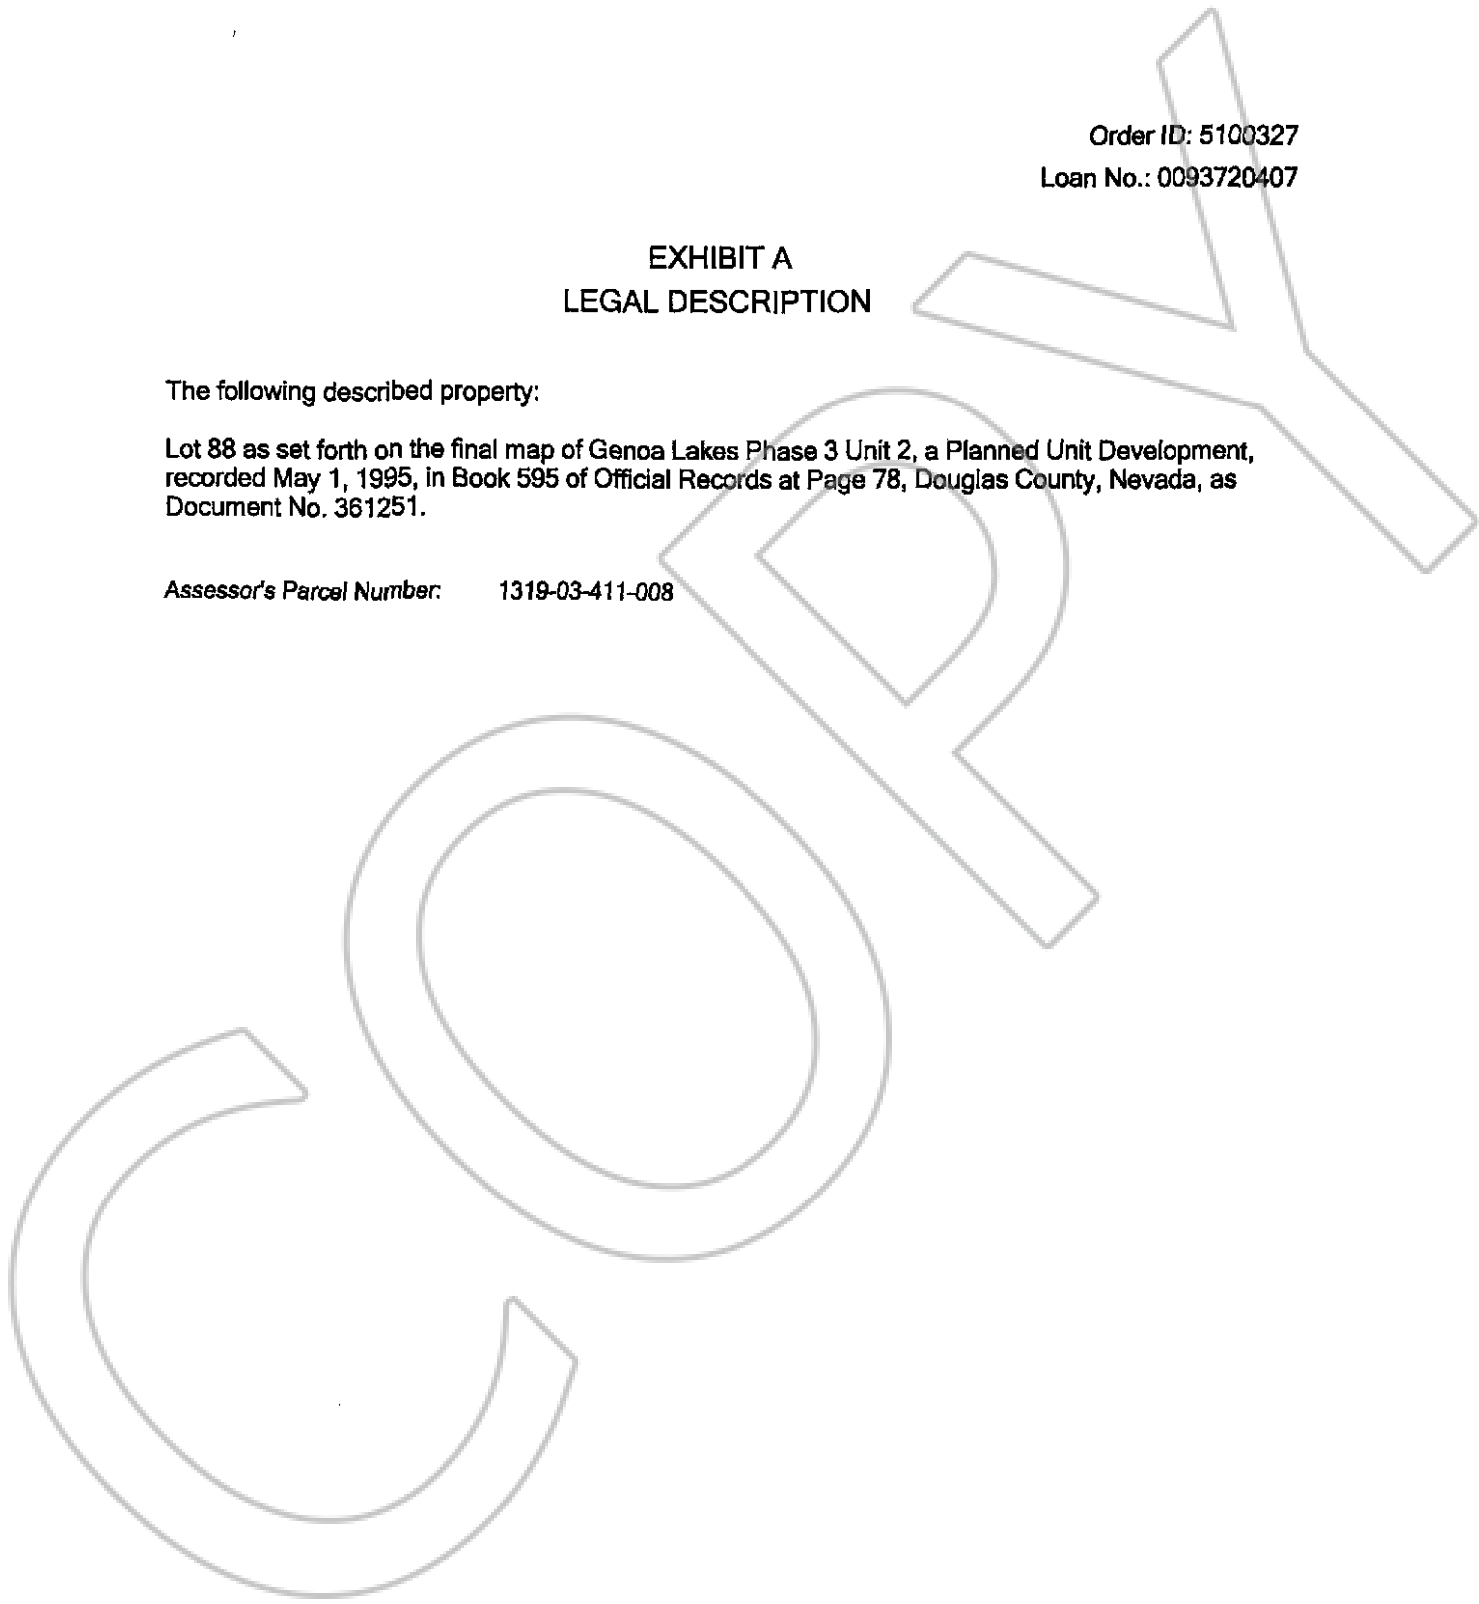 Order ID: 5100327
Loan No.: 0093720407
EXHIBIT A
LEGAL DESCRIPTION
The following described property:
Lot 88 as set forth on the final map of Genoa Lakes Phase 3 Unit 2, a Planned Unit Development,
recorded May 1, 1995, in Book 595 of Official Records at Page 78, Douglas County, Nevada, as
Document No. 361251.
Assessor's Parcel Number: 1319-03-411-008
COPY